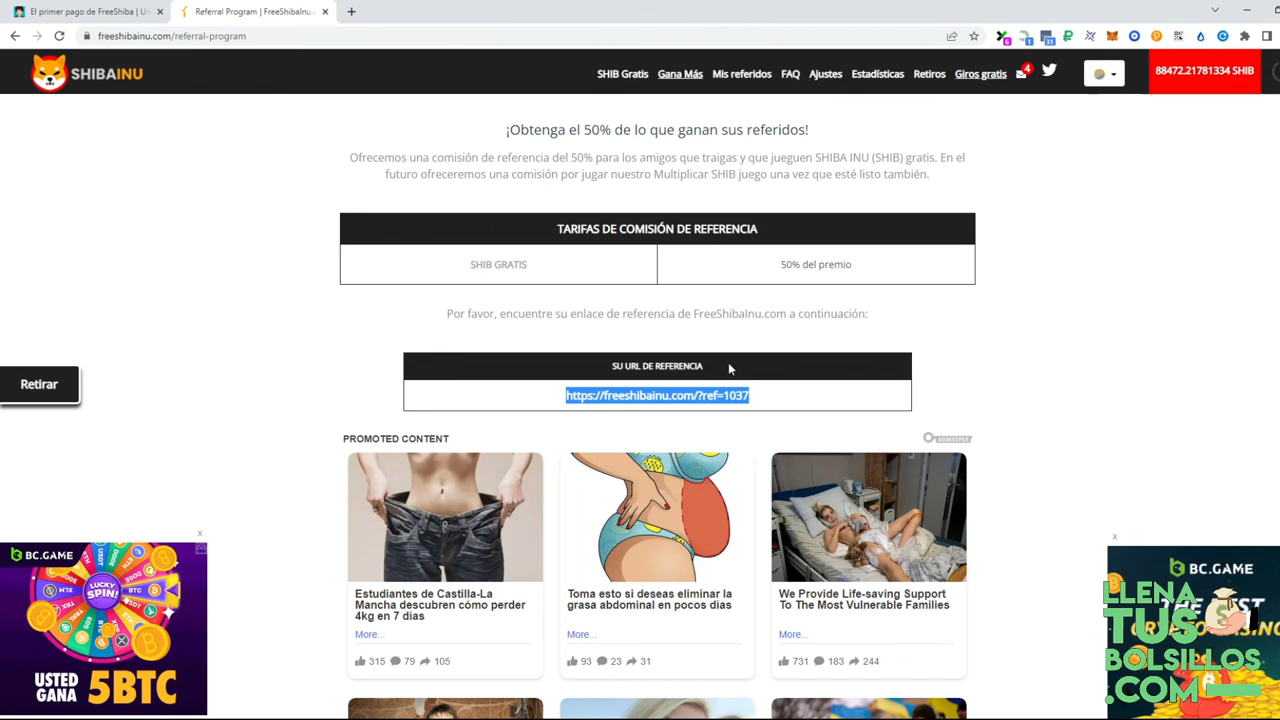 El primer pago de FreeShiba | Un
Referral Program | FreeShibaInu.
freeshibainu.com/referral-program
SHIBAINU
SHIB Gratis
Gana Más
Mis referidos
FAQ
Ajustes
Estadísticas
Retiros
Giros gratis
4
88472.21781334 SHIB
¡Obtenga el 50% de lo que ganan sus referidos!
Ofrecemos una comisión de referencia del 50% para los amigos que traigas y que jueguen SHIBA INU (SHIB) gratis. En el
futuro ofreceremos una comisión por jugar nuestro Multiplicar SHIB juego una vez que esté listo también.
TARIFAS DE COMISIÓN DE REFERENCIA
SHIB GRATIS
50% del premio
Por favor, encuentre su enlace de referencia de FreeShibaInu.com a continuación:
SU URL DE REFERENCIA
https://freeshibainu.com/?ref=1037
Retirar
PROMOTED CONTENT
Estudiantes de Castilla-La
Mancha descubren cómo perder
4kg en 7 días
More...
315 79 105
Toma esto si deseas eliminar la
grasa abdominal en pocos días
More...
93 23 31
We Provide Life-saving Support
To The Most Vulnerable Families
More...
731 183 244
x
BC.GAME
LUCKY
SPIN!
USTED
GANA
5BTC
x
BC.GAME
LLENA
TUS
BOLSILLOS
.COM